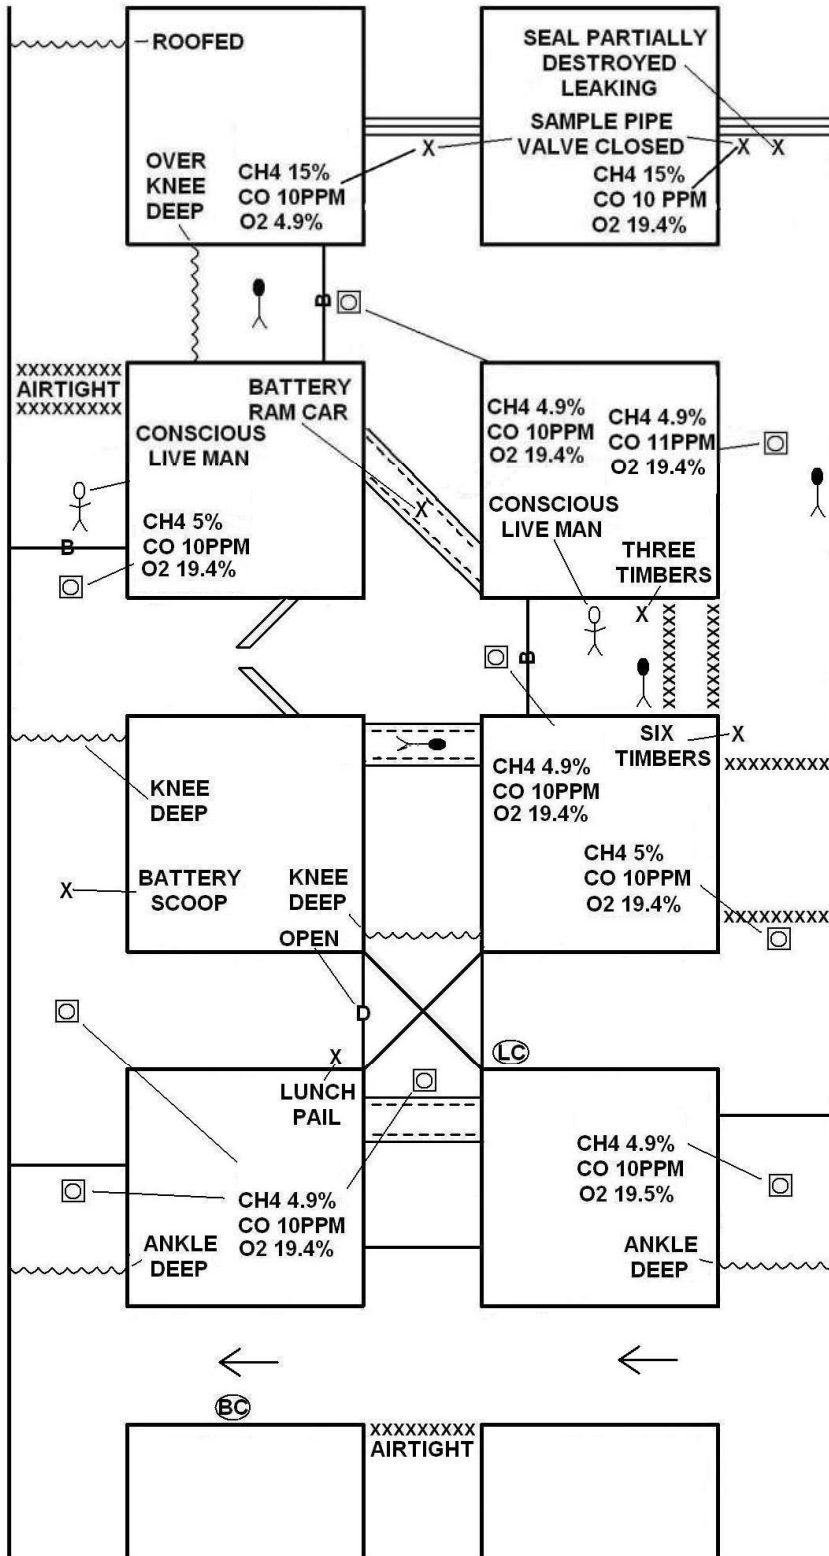 ROOFED
SEAL PARTIALLY
DESTROYED
LEAKING
SAMPLE PIPE
VALVE CLOSED
X
X X
OVER
KNEE
DEEP
CH4 15%
CO 10PPM
O2 4.9%
CH4 15%
CO 10 PPM
O2 19.4%
B
XXXXXXXXX
AIRTIGHT
XXXXXXXXX
BATTERY
RAM CAR
X
CONSCIOUS
LIVE MAN
CH4 4.9%
CO 10PPM
O2 19.4%
CH4 4.9%
CO 11PPM
O2 19.4%
B
CH4 5%
CO 10PPM
O2 19.4%
CONSCIOUS
LIVE MAN
THREE
TIMBERS
X
XXXXXXXXX
XXXXXXXXX
B
SIX
TIMBERS
X
XXXXXXXXX
KNEE
DEEP
CH4 4.9%
CO 10PPM
O2 19.4%
X
BATTERY
SCOOP
KNEE
DEEP
CH4 5%
CO 10PPM
O2 19.4%
XXXXXXXXX
OPEN
D
X
LUNCH
PAIL
LC
CH4 4.9%
CO 10PPM
O2 19.4%
CH4 4.9%
CO 10PPM
O2 19.5%
ANKLE
DEEP
ANKLE
DEEP
BC
XXXXXXXXX
AIRTIGHT